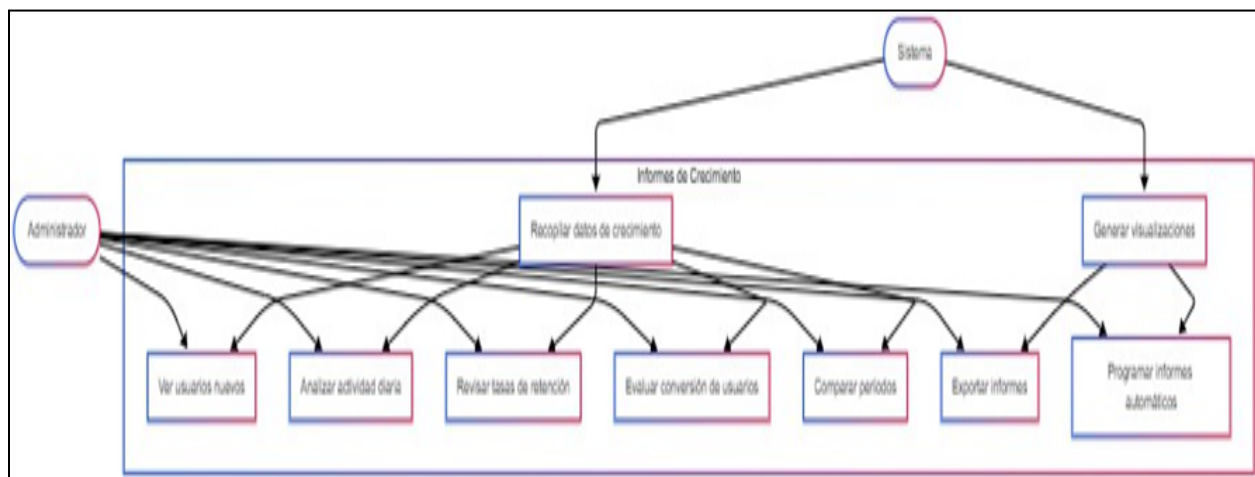 Sistema
Informes de Crecimiento
Administrador
Recopilar datos de crecimiento
Generar visualizaciones
Ver usuarios nuevos
Analizar actividad diaria
Revisar tasas de retención
Evaluar conversión de usuarios
Comparar periodos
Exportar informes
Programar informes
automáticos